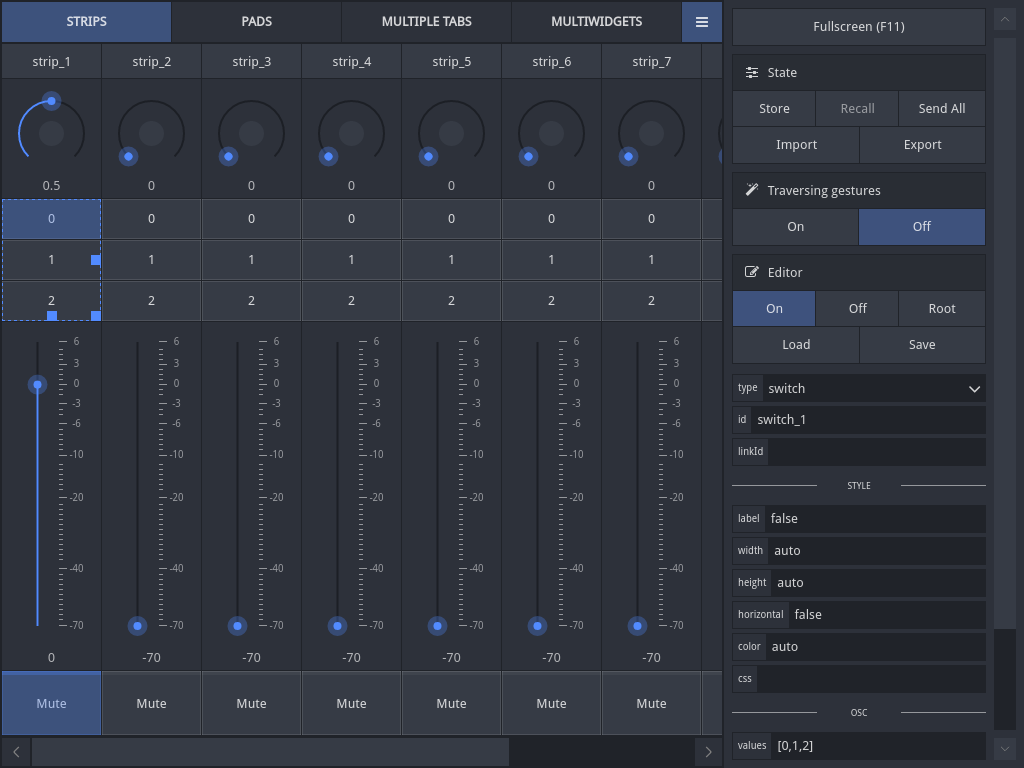 STRIPS PADS MULTIPLE TABS MULTIWIDGETS
strip_1 strip_2 strip_3 strip_4 strip_5 strip_6 strip_7
0.5 0 0 0 0 0 0
0 0 0 0 0 0 0
1 1 1 1 1 1 1
2 2 2 2 2 2 2
6 6 6 6 6 6 6
3 3 3 3 3 3 3
0 0 0 0 0 0 0
-3 -3 -3 -3 -3 -3 -3
-6 -6 -6 -6 -6 -6 -6
-10 -10 -10 -10 -10 -10 -10
-20 -20 -20 -20 -20 -20 -20
-40 -40 -40 -40 -40 -40 -40
-70 -70 -70 -70 -70 -70 -70
0 -70 -70 -70 -70 -70 -70
Mute Mute Mute Mute Mute Mute Mute
Fullscreen (F11)
State
Store Recall Send All
Import Export
Traversing gestures
On Off
Editor
On Off Root
Load Save
type switch
id switch_1
linkId
STYLE
label false
width auto
height auto
horizontal false
color auto
css
OSC
values [0,1,2]